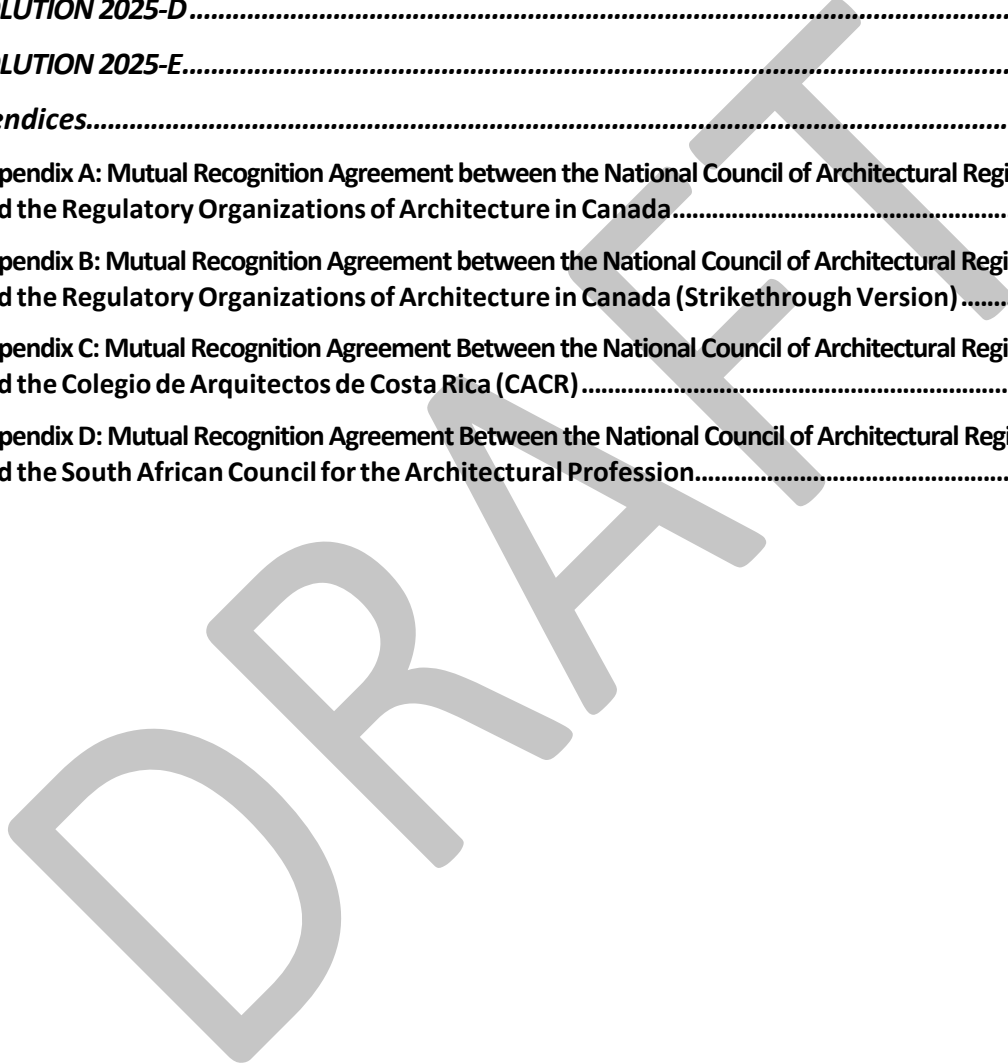 OLUTION 2025-D
OLUTION 2025-E
endices
pendix A: Mutual Recognition Agreement between the National Council of Architectural Regi
d the Regulatory Organizations of Architecture in Canada
pendix B: Mutual Recognition Agreement between the National Council of Architectural Regi
d the Regulatory Organizations of Architecture in Canada (Strikethrough Version)
pendix C: Mutual Recognition Agreement Between the National Council of Architectural Regi
d the Colegio de Arquitectos de Costa Rica (CACR)
pendix D: Mutual Recognition Agreement Between the National Council of Architectural Regi
d the South African Council for the Architectural Profession
DRAFT